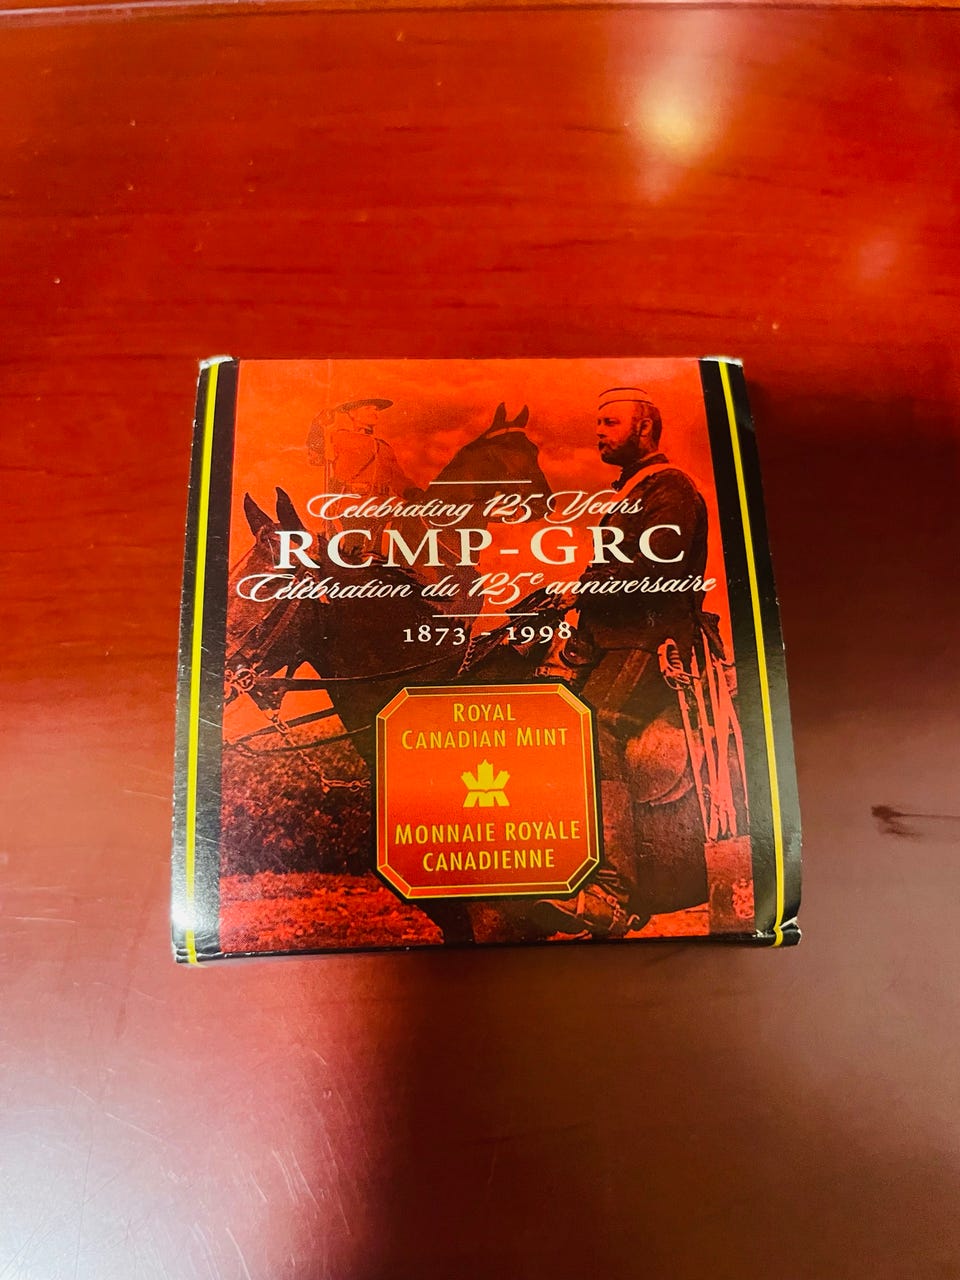 Celebrating 125 Years
RCMP-GRC
Célébration du 125e anniversaire
1873 - 1998
ROYAL
CANADIAN MINT
MONNAIE ROYALE
CANADIENNE